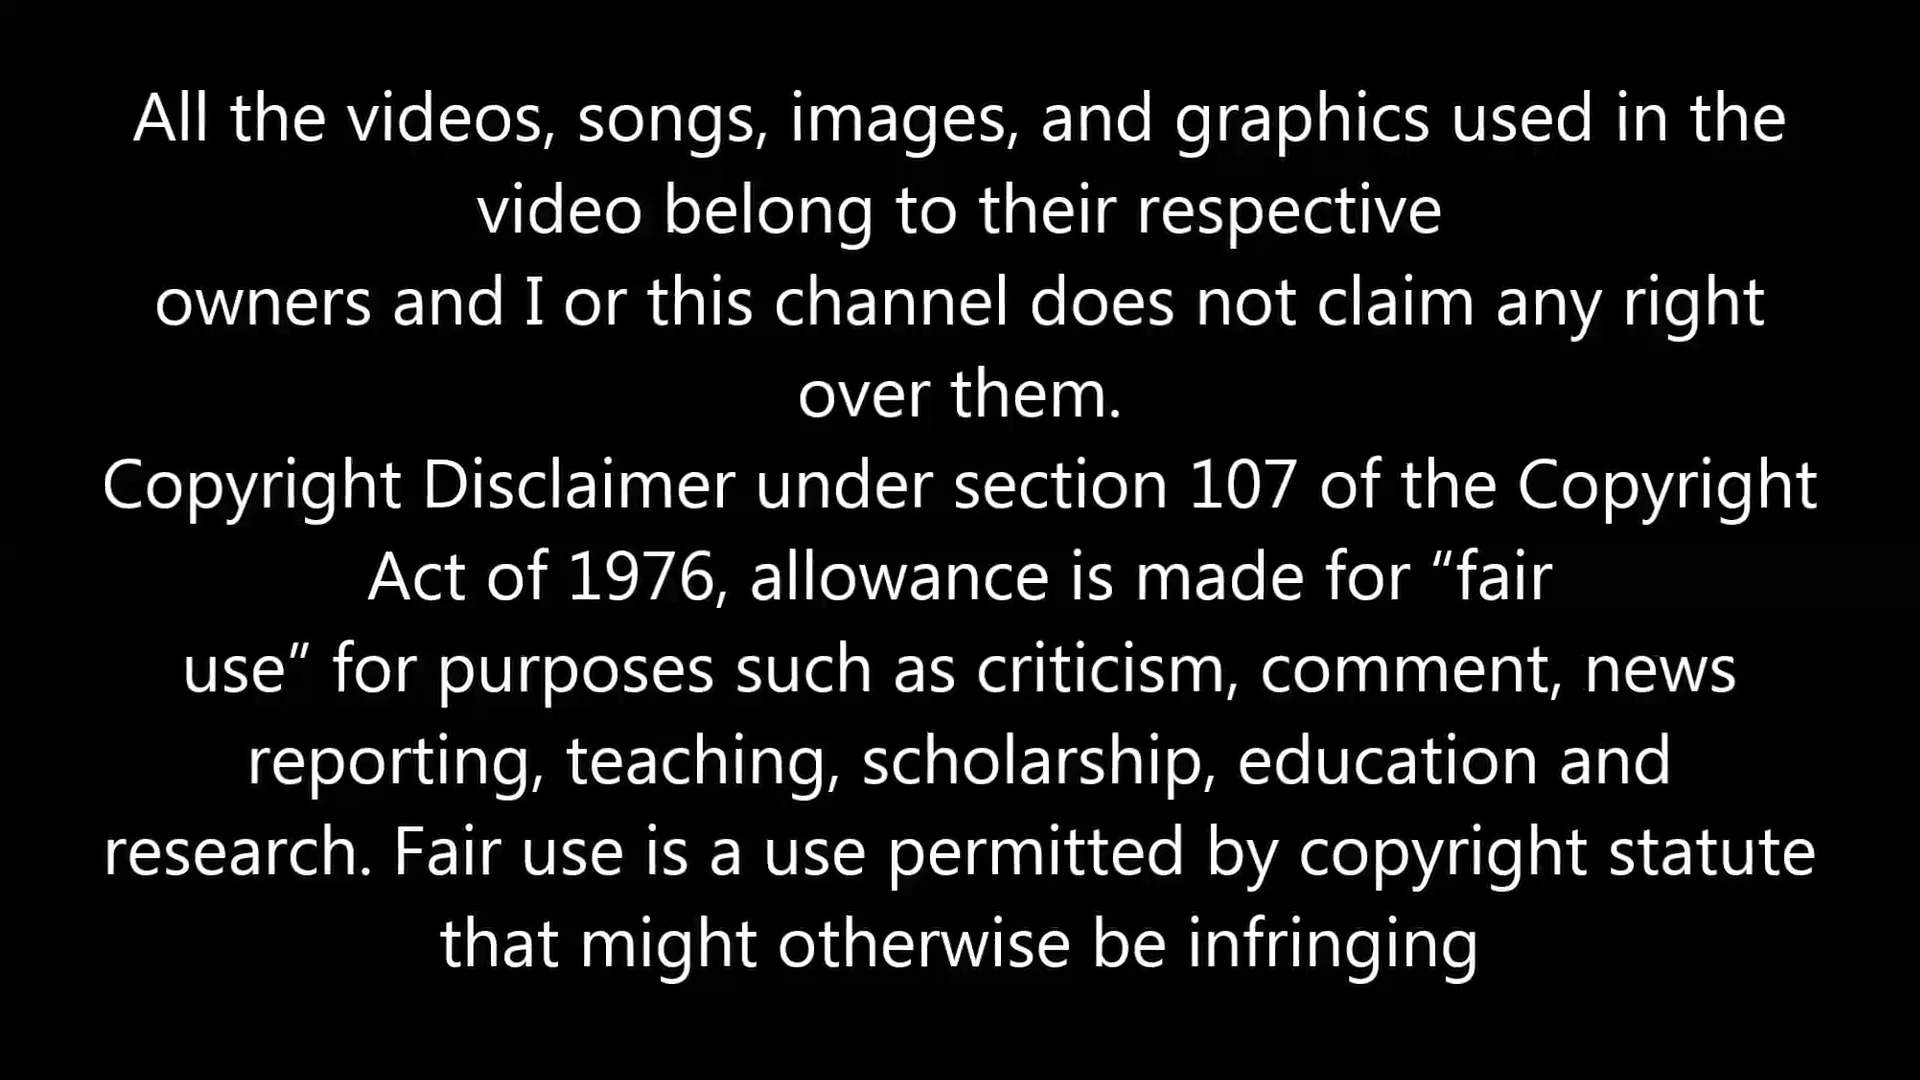 All the videos, songs, images, and graphics used in the
video belong to their respective
owners and I or this channel does not claim any right
over them.
Copyright Disclaimer under section 107 of the Copyright
Act of 1976, allowance is made for “fair
use” for purposes such as criticism, comment, news
reporting, teaching, scholarship, education and
research. Fair use is a use permitted by copyright statute
that might otherwise be infringing